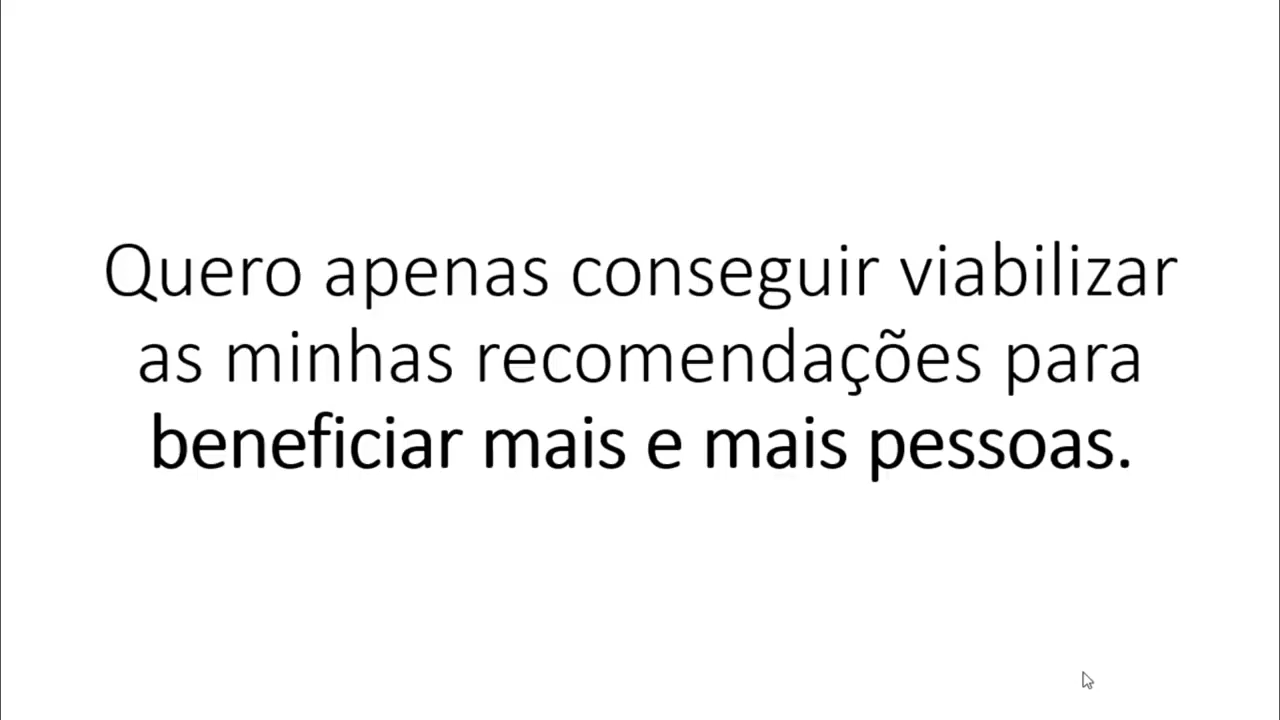 Quero apenas conseguir viabilizar
as minhas recomendações para
beneficiar mais e mais pessoas.